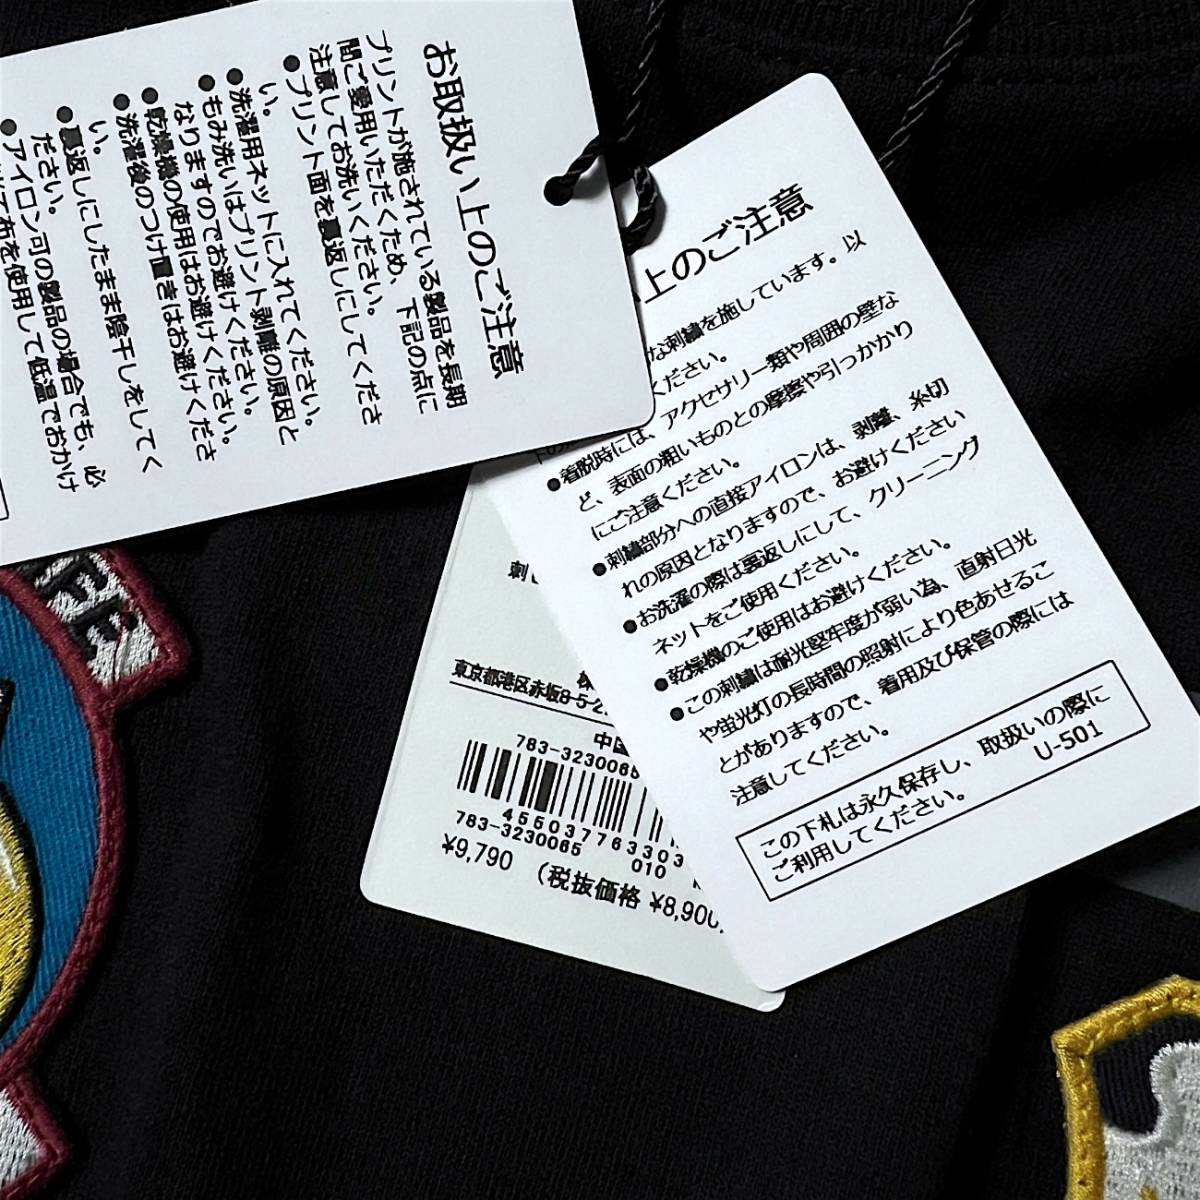 お取扱い上のご注意
プリントが施されている製品を長期
間ご愛用いただくため、下記の点に
注意してお洗いください。
●プリント面を裏返しにしてくださ
い。
●洗濯用ネットに入れてください。
●もみ洗いはプリント剥離の原因と
なりますのでお避けください。
●乾燥機の使用はお避けください。
●洗濯後のつけ置きはお避けくださ
い。
●裏返しにしたまま陰干しをしてく
ださい。
●アイロン可の製品の場合でも、必
て布を使用して低温でおかけ
上のご注意
な刺繍を施しています。以
ください。
●着脱時には、アクセサリー類や周囲の壁な
ど、表面の粗いものとの摩擦や引っかかり
にご注意ください。
●刺繍部分への直接アイロンは、剥離、糸切
れの原因となりますので、お避けください
●お洗濯の際は裏返しにして、クリーニング
ネットをご使用ください。
●乾燥機のご使用はお避けください。
●この刺繍は耐光堅牢度が弱い為、直射日光
や蛍光灯の長時間の照射により色あせるこ
とがありますので、着用及び保管の際には
注意してください。
この下札は永久保存し、取扱いの際に
ご利用してください。
U-501
東京都港区赤坂8-5-2
中国
783-3230065
455037763303
783-3230065 010
¥9,790 (税抜価格 ¥8,900